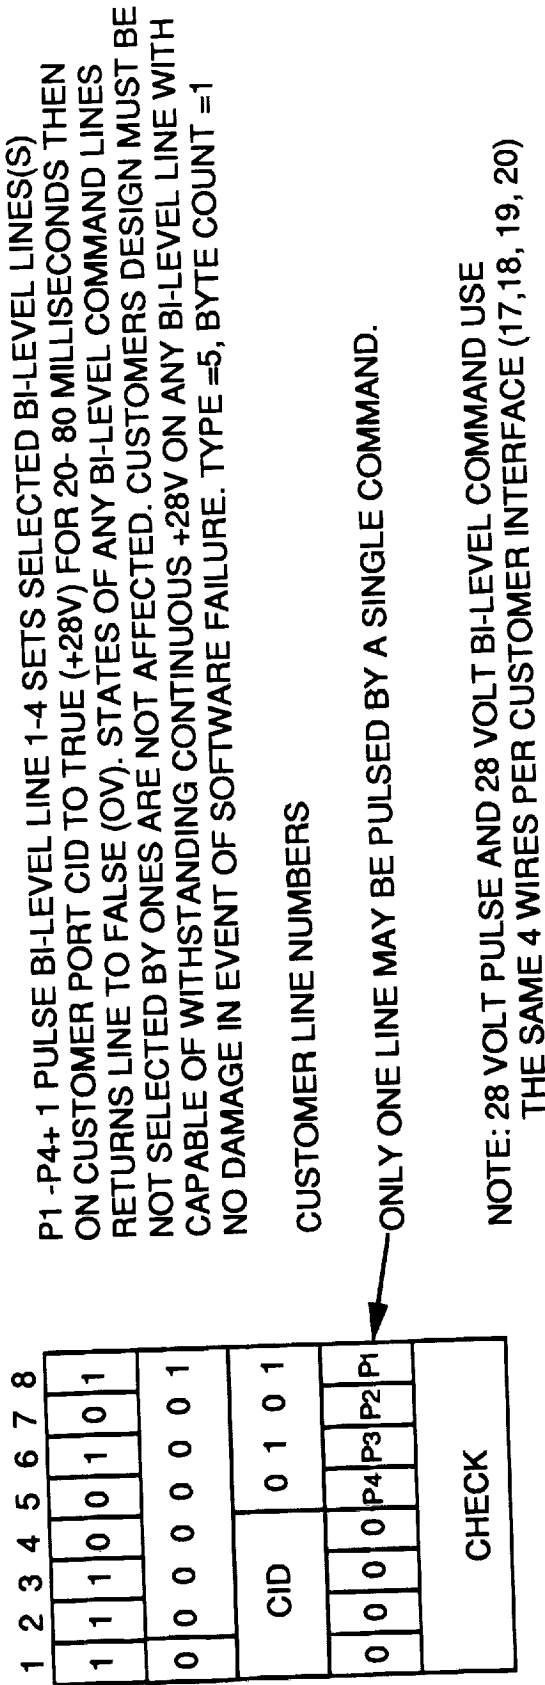 P1 -P4+ 1 PULSE BI-LEVEL LINE 1-4 SETS SELECTED BI-LEVEL LINES(S)
ON CUSTOMER PORT CID TO TRUE (+28V) FOR 20- 80 MILLISECONDS THEN
RETURNS LINE TO FALSE (OV). STATES OF ANY BI-LEVEL COMMAND LINES
NOT SELECTED BY ONES ARE NOT AFFECTED. CUSTOMERS DESIGN MUST BE
CAPABLE OF WITHSTANDING CONTINUOUS +28V ON ANY BI-LEVEL LINE WITH
NO DAMAGE IN EVENT OF SOFTWARE FAILURE. TYPE =5, BYTE COUNT =1
CUSTOMER LINE NUMBERS
1 2 3 4 5 6 7 8
1 1 1 0 0 1 0 1
0 0 0 0 0 0 0 1
CID 0 1 0 1
0 0 0 0 P4 P3 P2 P1
CHECK
ONLY ONE LINE MAY BE PULSED BY A SINGLE COMMAND.
NOTE: 28 VOLT PULSE AND 28 VOLT BI-LEVEL COMMAND USE
THE SAME 4 WIRES PER CUSTOMER INTERFACE (17,18, 19, 20)